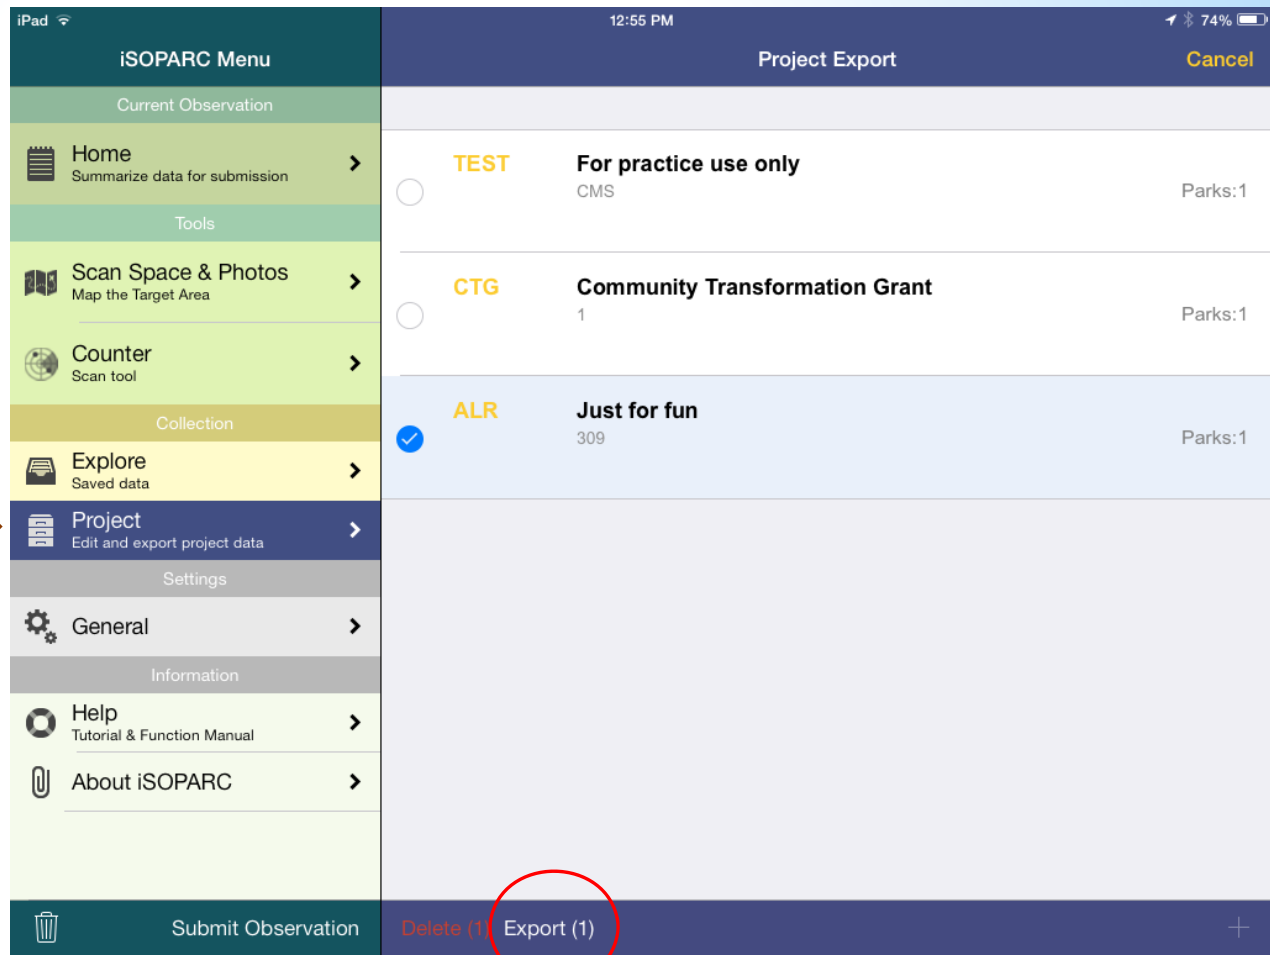 iPad
12:55 PM
74%
iSOPARC Menu
Project Export
Cancel
Current Observation
Home
Summarize data for submission
Tools
Scan Space & Photos
Map the Target Area
Counter
Scan tool
Collection
Explore
Saved data
Project
Edit and export project data
Settings
General
Information
Help
Tutorial & Function Manual
About iSOPARC
Submit Observation
TEST
For practice use only
CMS
Parks:1
CTG
Community Transformation Grant
1
Parks:1
ALR
Just for fun
309
Parks:1
Delete (1)
Export (1)